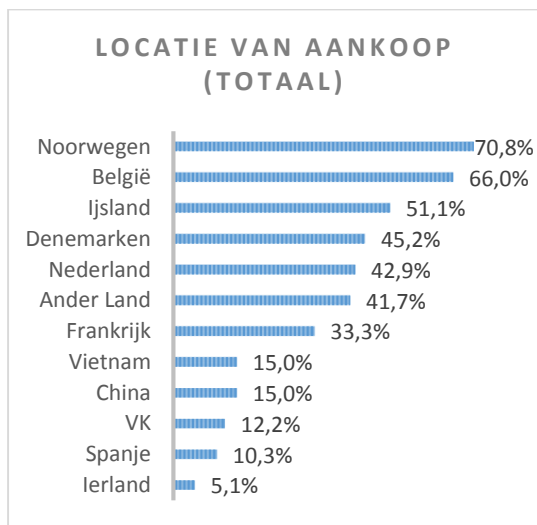 LOCATIE VAN AANKOOP
(TOTAAL)
Noorwegen 70,8%
België 66,0%
Ijsland 51,1%
Denemarken 45,2%
Nederland 42,9%
Ander Land 41,7%
Frankrijk 33,3%
Vietnam 15,0%
China 15,0%
VK 12,2%
Spanje 10,3%
Ierland 5,1%